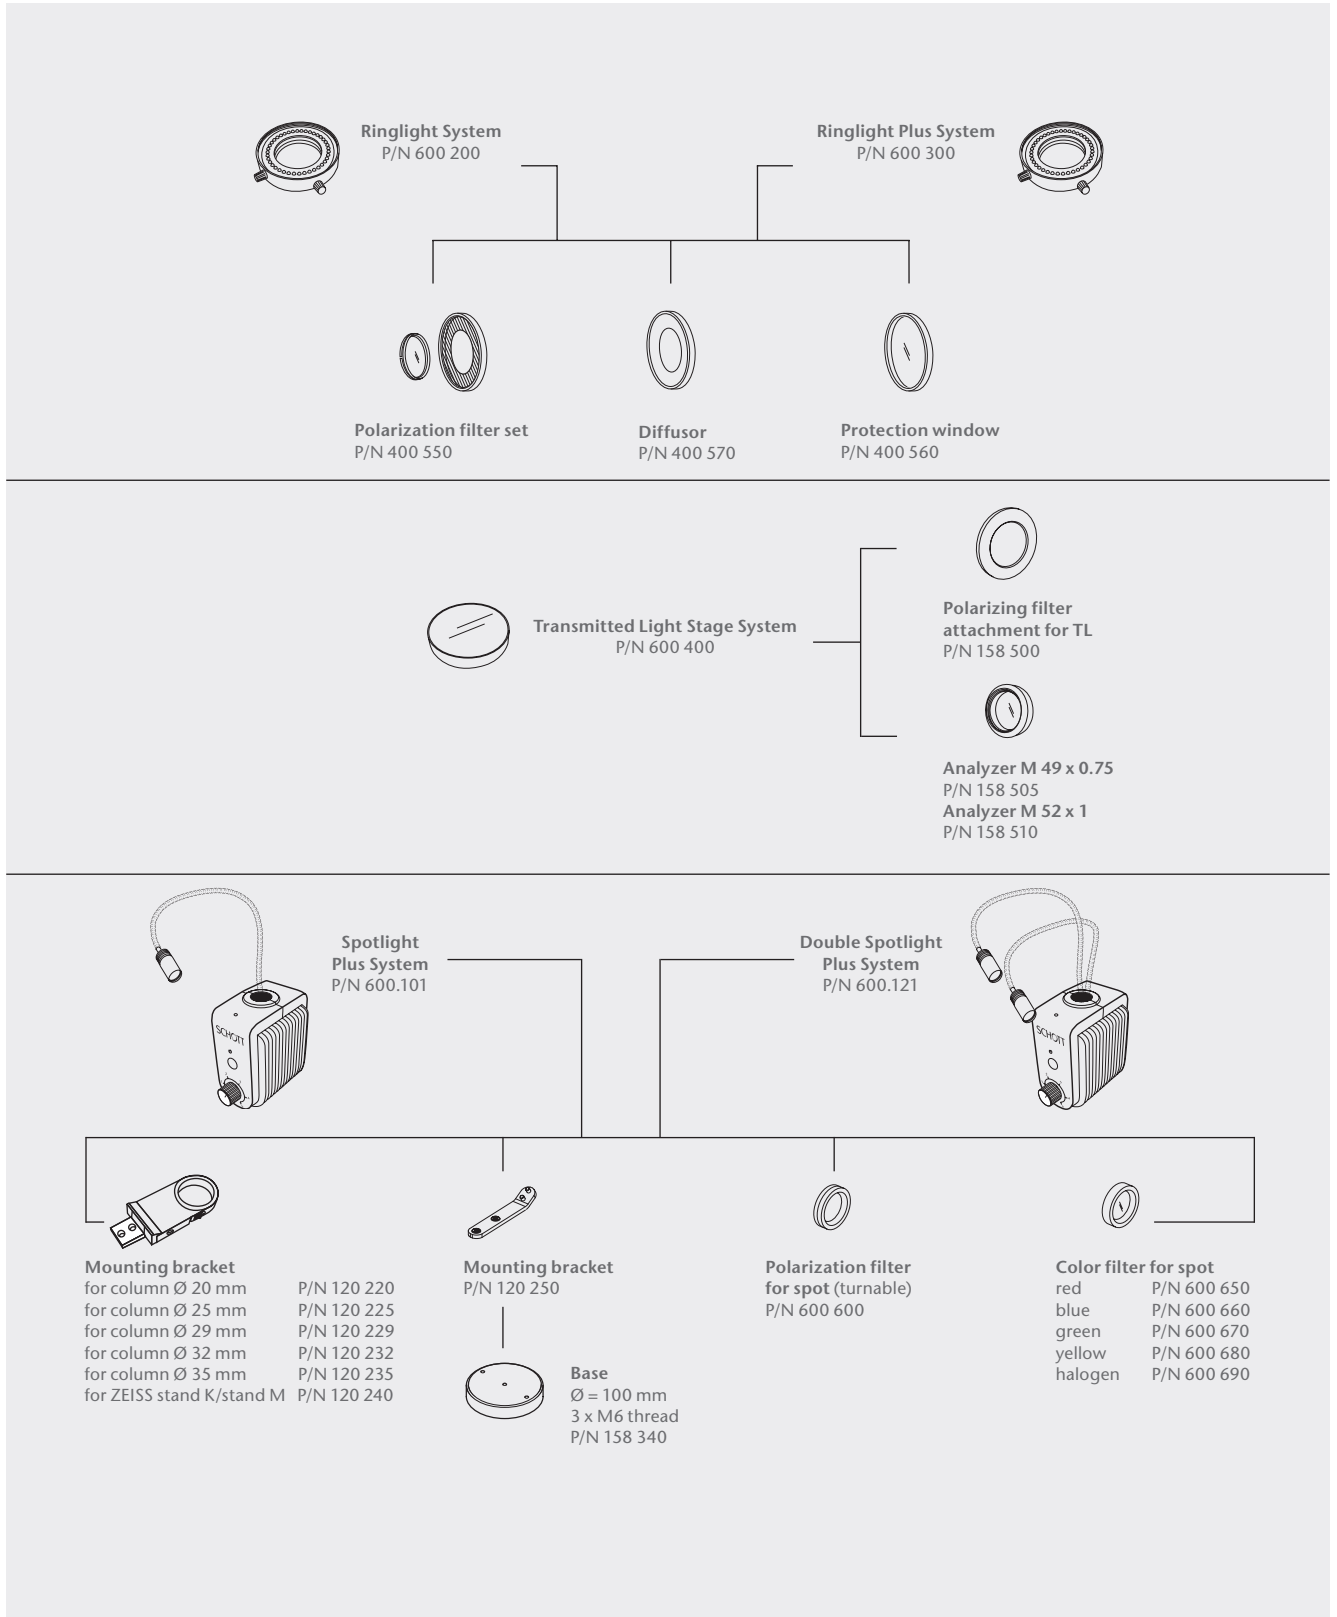 Ringlight System
P/N 600 200
Ringlight Plus System
P/N 600 300
Polarization filter set
P/N 400 550
Diffusor
P/N 400 570
Protection window
P/N 400 560
Transmitted Light Stage System
P/N 600 400
Polarizing filter
attachment for TL
P/N 158 500
Analyzer M 49 x 0.75
P/N 158 505
Analyzer M 52 x 1
P/N 158 510
Spotlight
Plus System
P/N 600.101
SCHOTT
Double Spotlight
Plus System
P/N 600.121
SCHOTT
Mounting bracket
for column Ø 20 mm P/N 120 220
for column Ø 25 mm P/N 120 225
for column Ø 29 mm P/N 120 229
for column Ø 32 mm P/N 120 232
for column Ø 35 mm P/N 120 235
for ZEISS stand K/stand M P/N 120 240
Mounting bracket
P/N 120 250
Base
Ø = 100 mm
3 x M6 thread
P/N 158 340
Polarization filter
for spot (turnable)
P/N 600 600
Color filter for spot
red P/N 600 650
blue P/N 600 660
green P/N 600 670
yellow P/N 600 680
halogen P/N 600 690